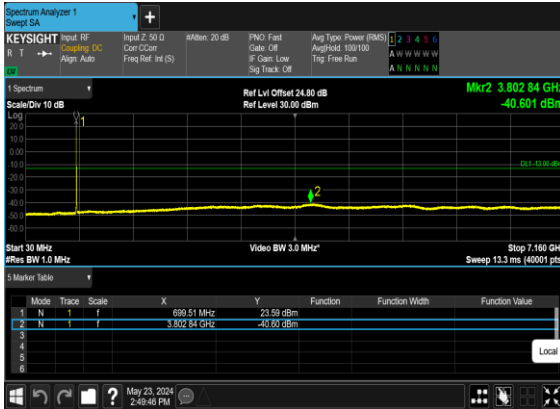 Spectrum Analyzer 1
Swept SA
KEYSIGHT Input: RF Input Z: 50 Ω #Atten: 20 dB PNO: Fast Avg Type: Power (RMS) 1 2 3 4 5 6
R T Coupling: DC Corr CCorr Gate: Off Avg|Hold: 100/100 A W W W W W
Align: Auto Freq Ref: Int (S) IF Gain: Low Trig: Free Run
Sig Track: Off A N N N N N
1 Spectrum
Scale/Div 10 dB
Ref Lvl Offset 24.80 dB
Ref Level 30.00 dBm
Mkr2 3.802 84 GHz
-40.601 dBm
Log
20.0
10.0
0.00
-10.0
-20.0
-30.0
-40.0
-50.0
-60.0
1
2
DL1 -13.00 dBm
Start 30 MHz Video BW 3.0 MHz* Stop 7.160 GH
#Res BW 1.0 MHz Sweep 13.3 ms (40001 pts
5 Marker Table
Mode Trace Scale X Y Function Function Width Function Value
1 N 1 f 699.51 MHz 23.59 dBm
2 N 1 f 3.802 84 GHz -40.60 dBm
3
4
5
6
Local
May 23, 2024
2:49:46 PM